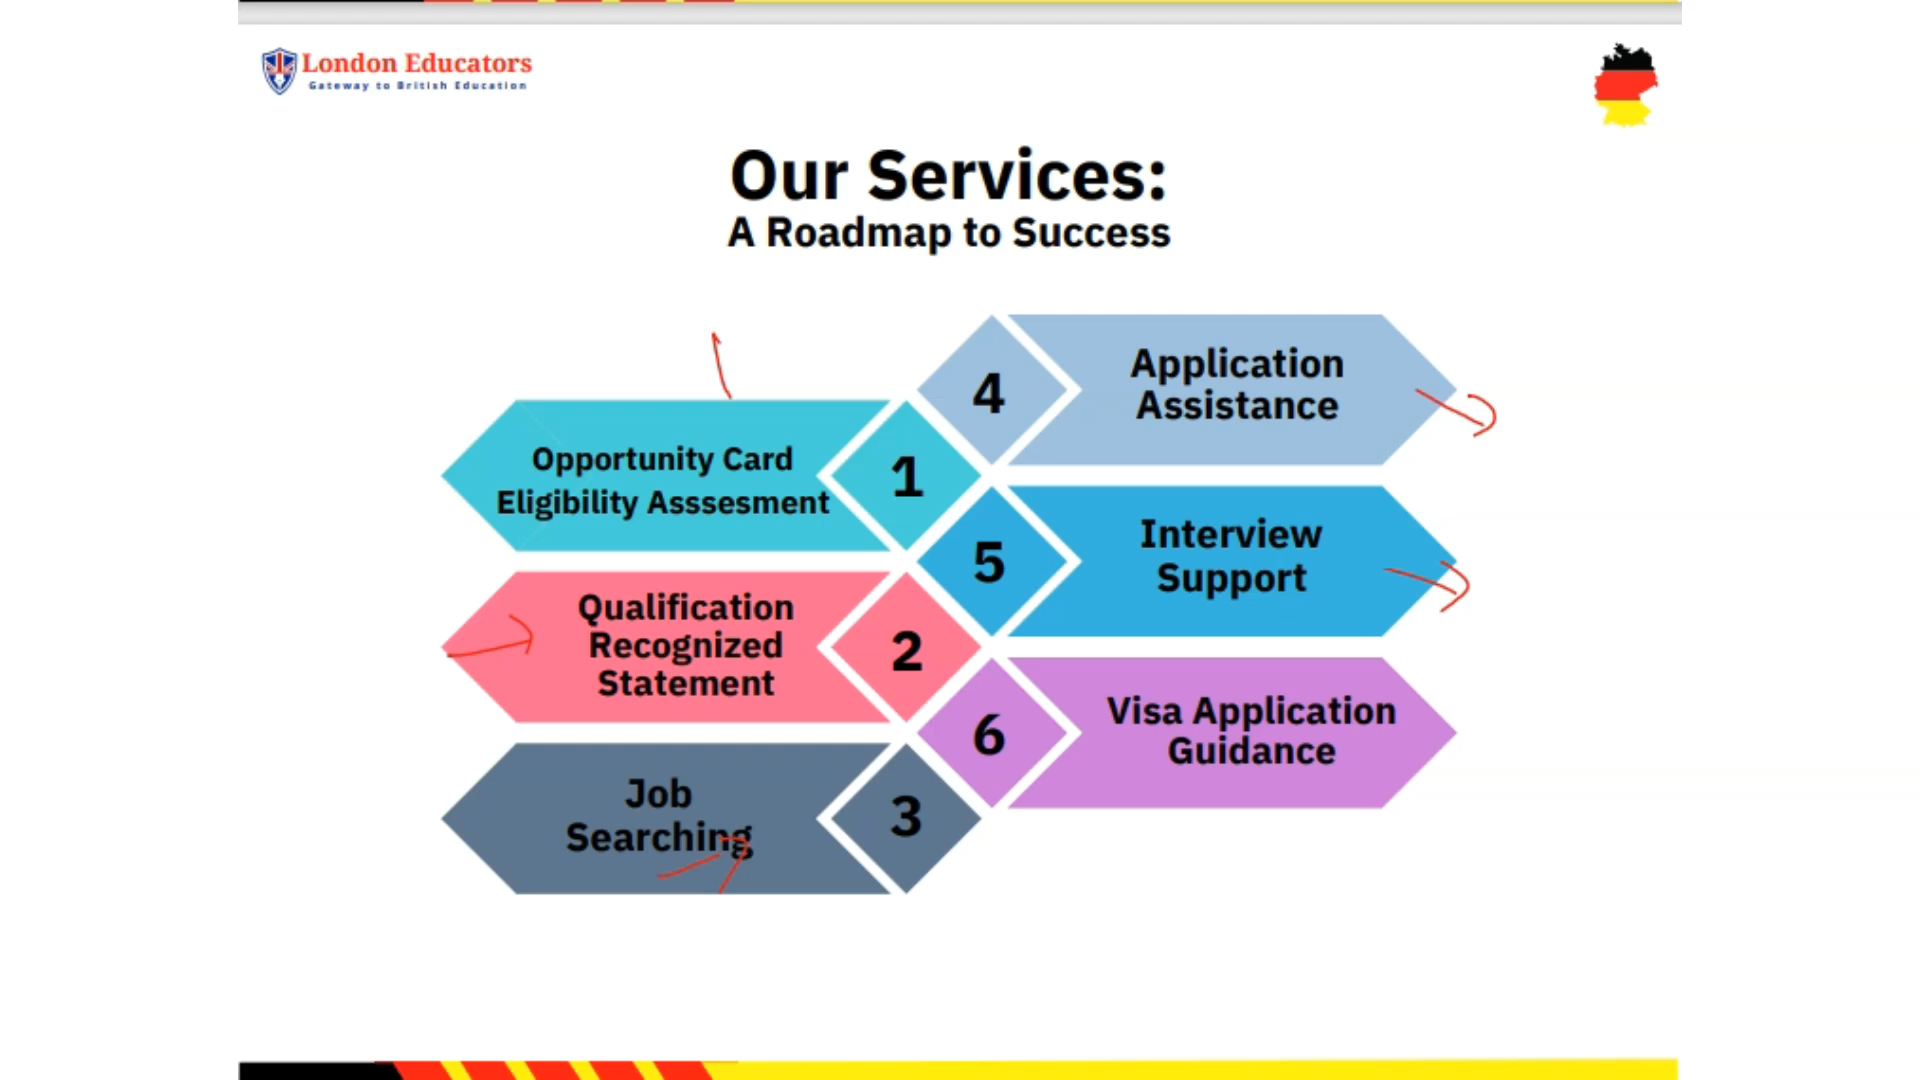 London Educators
Gateway to British Education
Our Services:
A Roadmap to Success
Opportunity Card
Eligibility Asssesment
1
Qualification
Recognized
Statement
2
Job
Searching
3
4
Application
Assistance
5
Interview
Support
6
Visa Application
Guidance